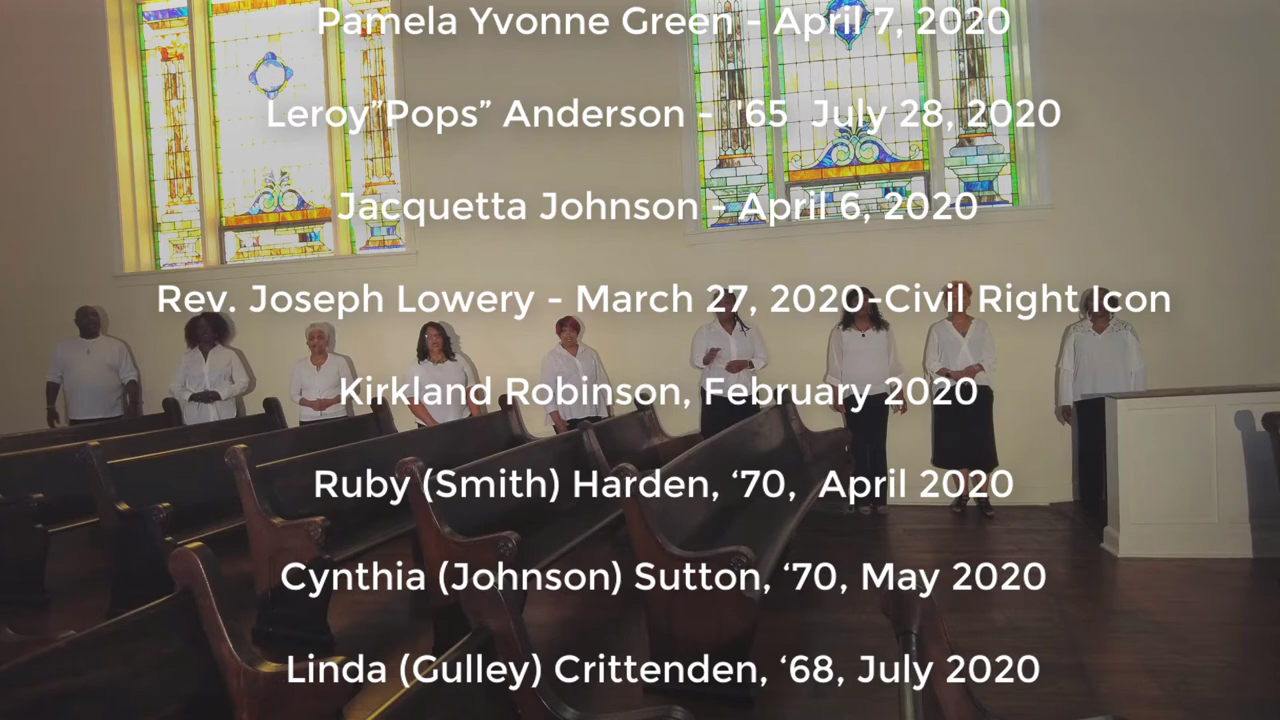 Pamela Yvonne Green - April 7, 2020
Leroy"Pops” Anderson -  '65  July 28, 2020
Jacquetta Johnson - April 6, 2020
Rev. Joseph Lowery - March 27, 2020-Civil Right Icon
Kirkland Robinson, February 2020
Ruby (Smith) Harden, ‘70,  April 2020
Cynthia (Johnson) Sutton, ‘70, May 2020
Linda (Gulley) Crittenden, ‘68, July 2020